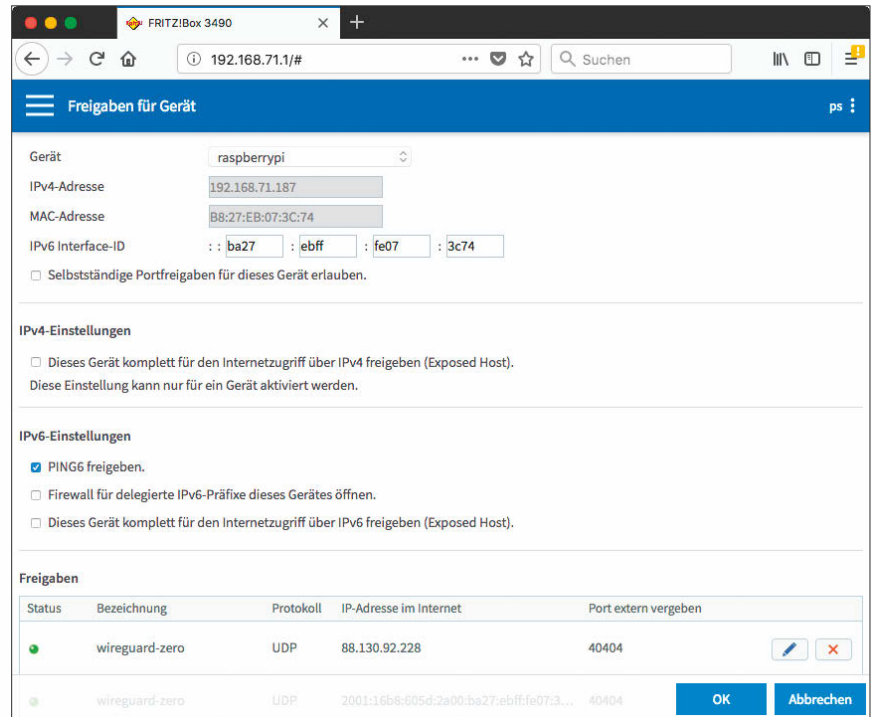 FRITZ!Box 3490
192.168.71.1/#
Suchen
Freigaben für Gerät
ps
Gerät raspberrypi
IPv4-Adresse 192.168.71.187
MAC-Adresse B8:27:EB:07:3C:74
IPv6 Interface-ID : : ba27 : ebff : fe07 : 3c74
Selbstständige Portfreigaben für dieses Gerät erlauben.
IPv4-Einstellungen
Dieses Gerät komplett für den Internetzugriff über IPv4 freigeben (Exposed Host).
Diese Einstellung kann nur für ein Gerät aktiviert werden.
IPv6-Einstellungen
PING6 freigeben.
Firewall für delegierte IPv6-Präfixe dieses Gerätes öffnen.
Dieses Gerät komplett für den Internetzugriff über IPv6 freigeben (Exposed Host).
Freigaben
Status Bezeichnung Protokoll IP-Adresse im Internet Port extern vergeben
wireguard-zero UDP 88.130.92.228 40404
wireguard-zero UDP 2001:16b8:605d:2a00:ba27:ebff:fe07:3... 40404
OK Abbrechen